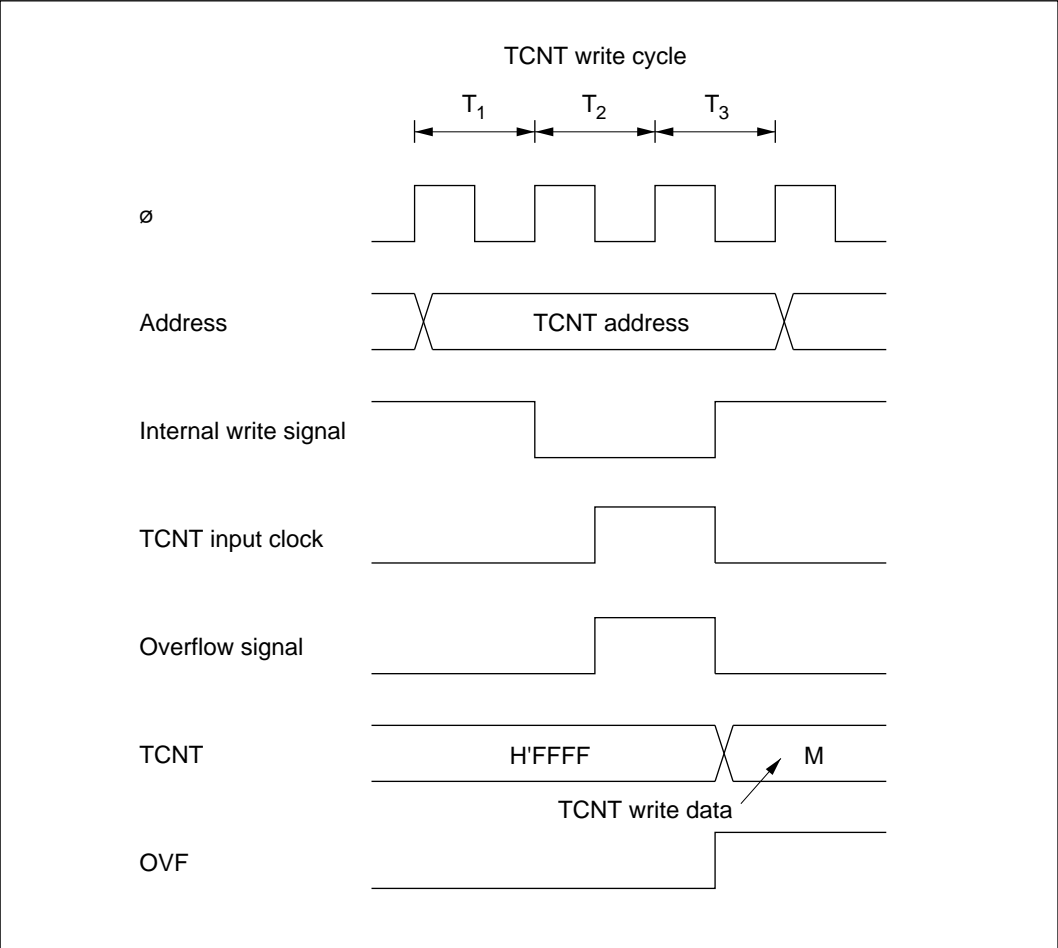 TCNT write cycle
T1 T2 T3
ø
Address TCNT address
Internal write signal
TCNT input clock
Overflow signal
TCNT H'FFFF M
TCNT write data
OVF